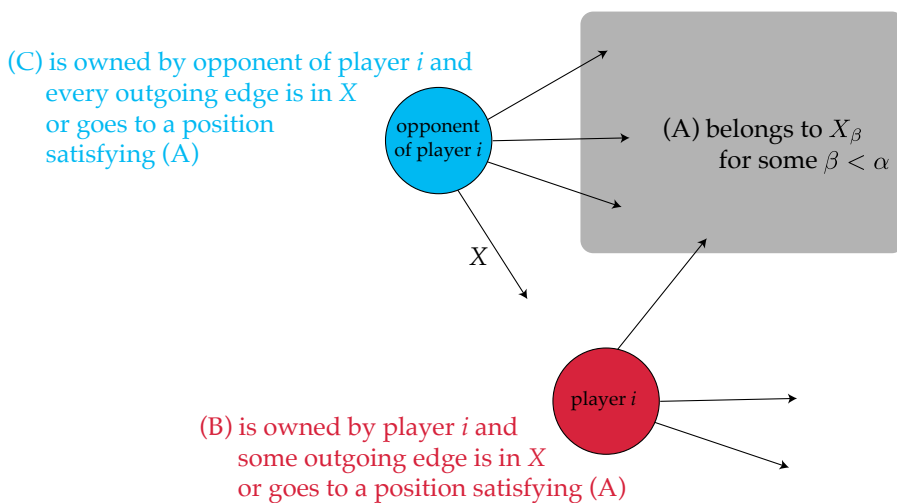 (C) is owned by opponent of player i and
every outgoing edge is in X
or goes to a position
satisfying (A)
opponent
of player i
(A) belongs to X_β
for some β < α
X
player i
(B) is owned by player i and
some outgoing edge is in X
or goes to a position satisfying (A)